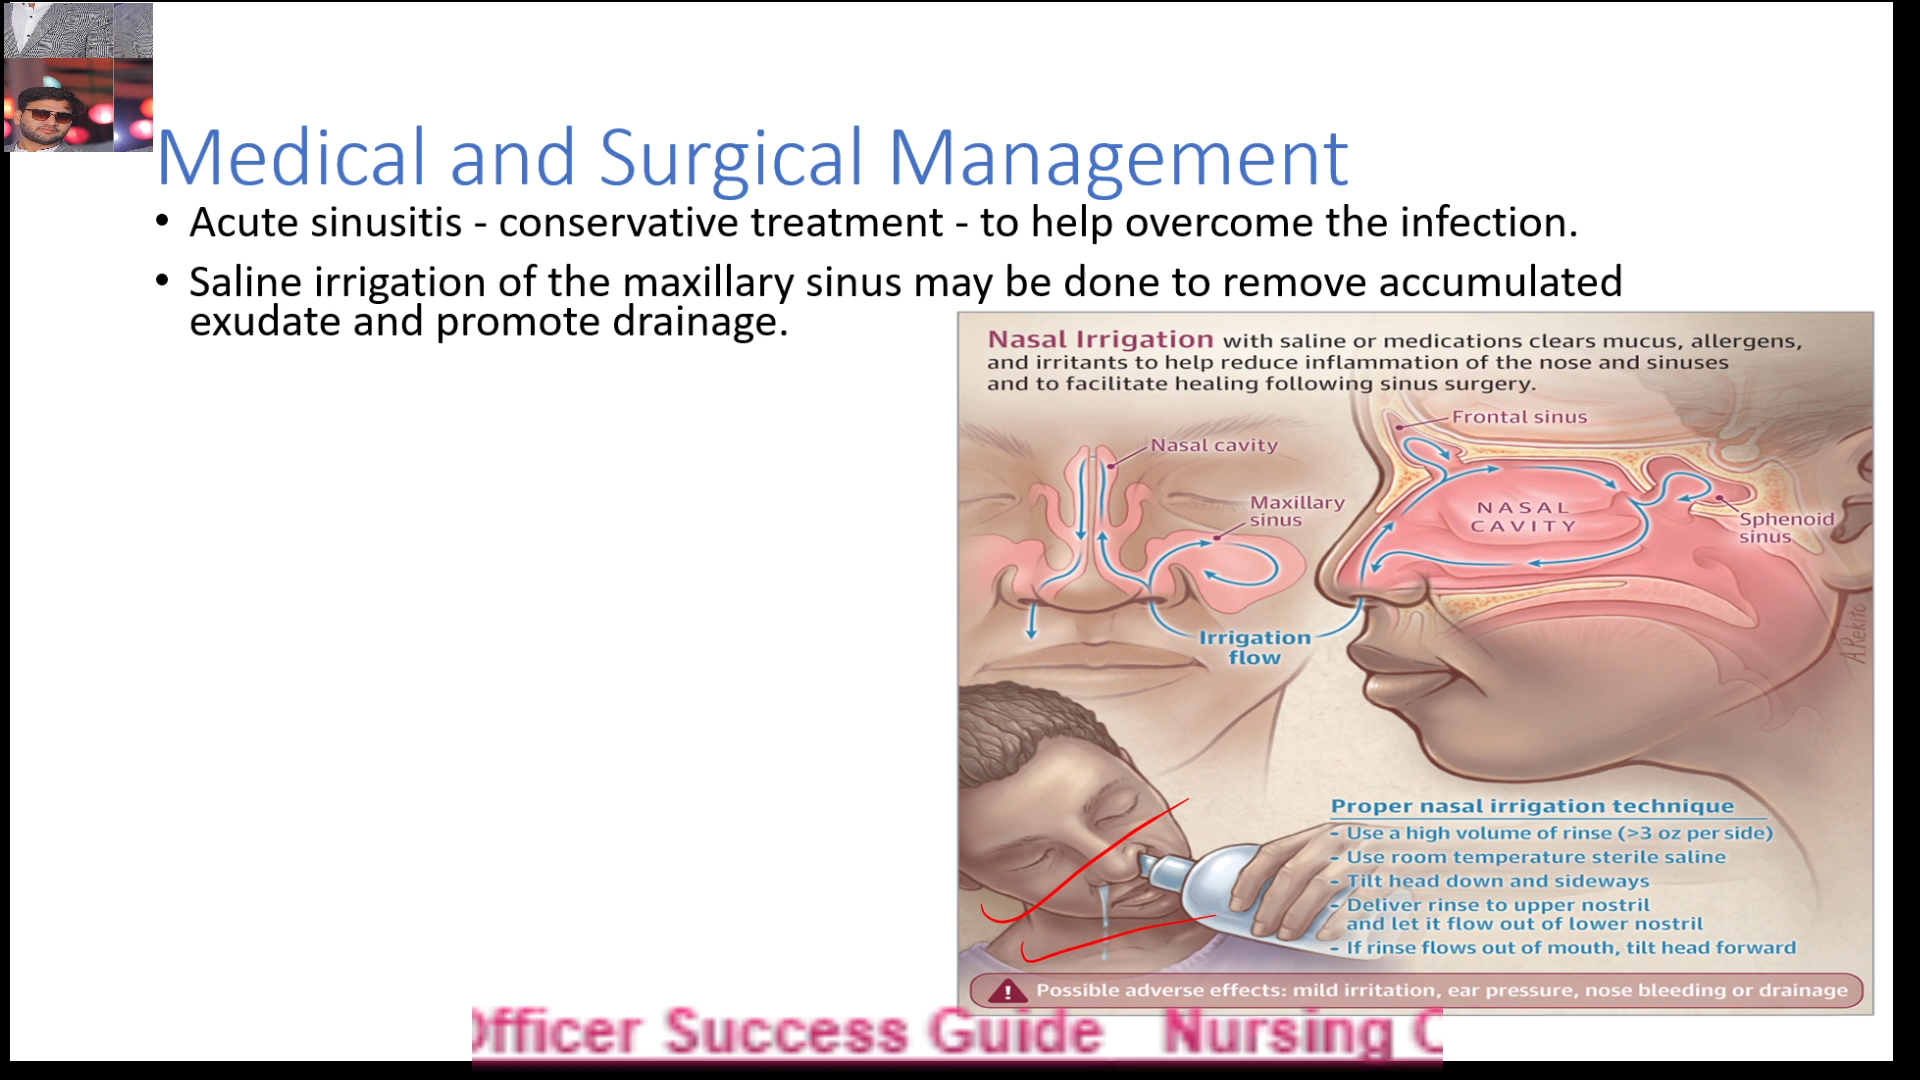 Medical and Surgical Management
• Acute sinusitis - conservative treatment - to help overcome the infection.
• Saline irrigation of the maxillary sinus may be done to remove accumulated
exudate and promote drainage.
Nasal Irrigation with saline or medications clears mucus, allergens,
and irritants to help reduce inflammation of the nose and sinuses
and to facilitate healing following sinus surgery.
Frontal sinus
Nasal cavity
Maxillary
sinus
NASAL
CAVITY
Sphenoid
sinus
Irrigation
flow
A.Rekito
Proper nasal irrigation technique
- Use a high volume of rinse (>3 oz per side)
- Use room temperature sterile saline
- Tilt head down and sideways
- Deliver rinse to upper nostril
and let it flow out of lower nostril
- If rinse flows out of mouth, tilt head forward
! Possible adverse effects: mild irritation, ear pressure, nose bleeding or drainage
Officer Success Guide Nursing